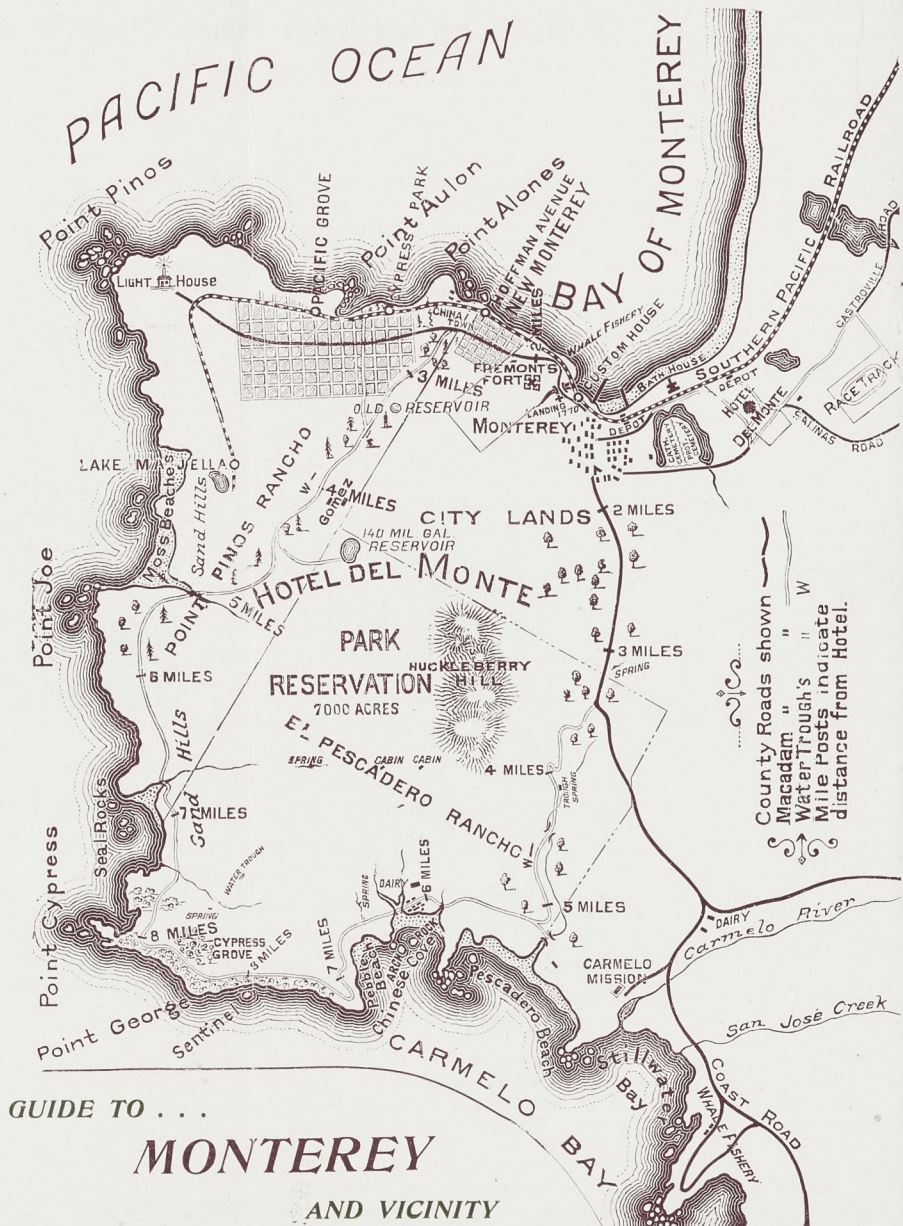 PACIFIC OCEAN
BAY OF MONTEREY
Point Pinos
LIGHT HOUSE
PACIFIC GROVE
Point Aulon
CYPRESS PARK
Point Alones
HOFFMAN AVENUE
NEW MONTEREY
2 MILES
WHALE FISHERY
CUSTOM HOUSE
BATH HOUSE
SOUTHERN PACIFIC RAILROAD
CASTROVILLE ROAD
CHINA TOWN
FREMONT'S FORT
LANDING 1770
MONTEREY
DEPOT
DEPOT
HOTEL DEL MONTE
RACE TRACK
SALINAS ROAD
3 MILES
OLD RESERVOIR
LAKE MAJELLA
Moss Beaches
Sand Hills
POINT PINOS RANCHO
W
4 MILES
CITY LANDS
2 MILES
140 MIL GAL RESERVOIR
HOTEL DEL MONTE
PARK
RESERVATION
7000 ACRES
HUCKLEBERRY HILL
5 MILES
Point Joe
6 MILES
3 MILES
SPRING
EL PESCADERO RANCHO
SPRING
CABIN
CABIN
4 MILES
TROUGH SPRING
W
Sand Hills
Seal Rocks
7 MILES
WATER TROUGH
Point Cypress
SPRING
8 MILES
CYPRESS GROVE
9 MILES
7 MILES
SPRING
DAIRY
6 MILES
5 MILES
Pebble Beach
ARCH ROCK
Chinese Cove
Pescadero Beach
CARMELO MISSION
DAIRY
Carmelo River
San José Creek
Point George
Sentinel
CARMELO BAY
Stillwater Bay
COAST ROAD
WHALE FISHERY
County Roads shown
Macadam " "
Water Trough's " W
Mile Posts indicate
distance from Hotel.
GUIDE TO . . .
MONTEREY
AND VICINITY